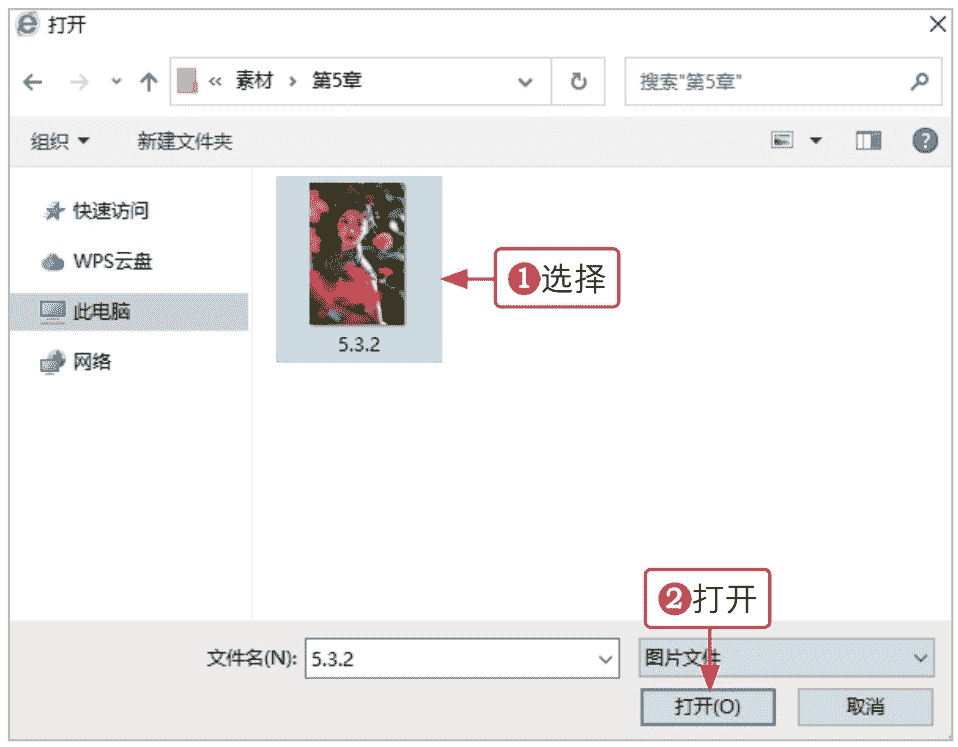 打开
素材 › 第5章
搜索"第5章"
组织
新建文件夹
快速访问
WPS云盘
此电脑
网络
5.3.2
❶选择
❷打开
文件名(N):
5.3.2
图片文件
打开(O)
取消